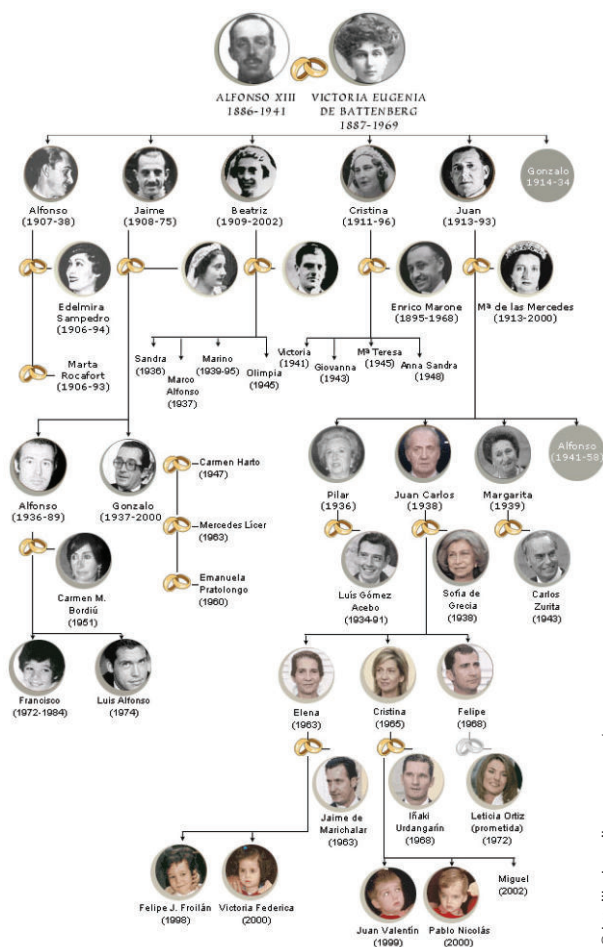 ALFONSO XIII
1886-1941
VICTORIA EUGENIA
DE BATTENBERG
1887-1969
Alfonso
(1907-38)
Jaime
(1908-75)
Beatriz
(1909-2002)
Cristina
(1911-96)
Juan
(1913-93)
Gonzalo
1914-34
Edelmira
Sampedro
(1906-94)
Enrico Marone
(1895-1968)
Mª de las Mercedes
(1913-2000)
Marta
Rocafort
(1906-93)
Sandra
(1936)
Marco
Alfonso
(1937)
Marino
(1939-95)
Olimpia
(1945)
Victoria
(1941)
Giovanna
(1943)
Mª Teresa
(1945)
Anna Sandra
(1948)
Alfonso
(1936-89)
Gonzalo
(1937-2000
Carmen Harto
(1947)
Mercedes Licer
(1963)
Emanuela
Pratolongo
(1960)
Pilar
(1936)
Juan Carlos
(1938)
Margarita
(1939)
Alfonso
(1941-58)
Carmen M.
Bordiú
(1951)
Luís Gómez
Acebo
(1934-91)
Sofia de
Grecia
(1938)
Carlos
Zurita
(1943)
Francisco
(1972-1984)
Luis Alfonso
(1974)
Elena
(1963)
Cristina
(1965)
Felipe
(1968)
Jaime de
Marichalar
(1963)
Iñaki
Urdangarín
(1968)
Leticia Ortiz
(prometida)
(1972)
Felipe J. Froilán
(1998)
Victoria Federica
(2000)
Juan Valentín
(1999)
Pablo Nicolás
(2000)
Miguel
(2002)